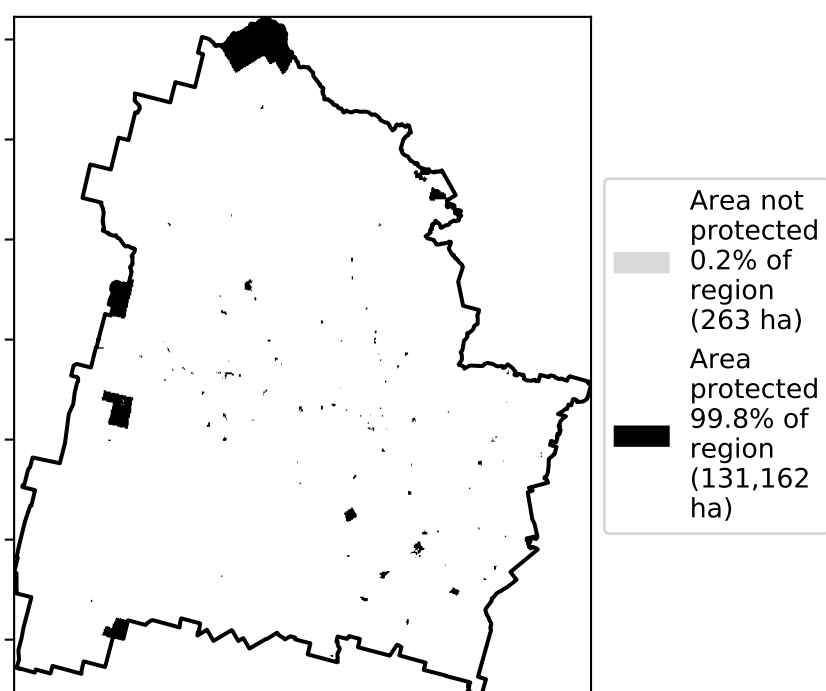 Area not
protected
0.2% of
region
(263 ha)
Area
protected
99.8% of
region
(131,162
ha)